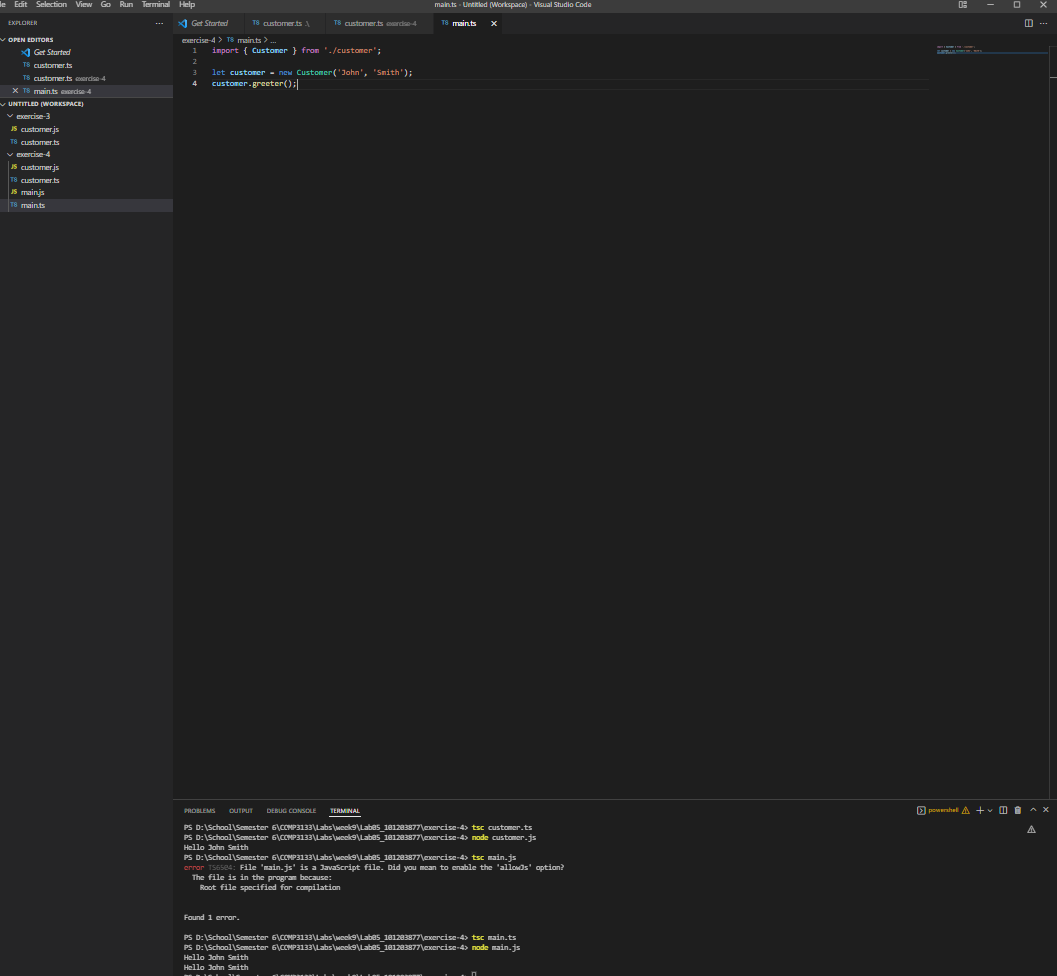 le Edit Selection View Go Run Terminal Help
main.ts - Untitled (Workspace) - Visual Studio Code
EXPLORER
OPEN EDITORS
Get Started
TS customer.ts
TS customer.ts exercise-4
TS main.ts exercise-4
UNTITLED (WORKSPACE)
exercise-3
JS customer.js
TS customer.ts
exercise-4
JS customer.js
TS customer.ts
JS main.js
TS main.ts
Get Started
TS customer.ts .\
TS customer.ts exercise-4
TS main.ts
exercise-4 > TS main.ts > ...
1 import { Customer } from './customer';
2
3 let customer = new Customer('John', 'Smith');
4 customer.greeter();
PROBLEMS OUTPUT DEBUG CONSOLE TERMINAL
powershell
PS D:\School\Semester 6\COMP3133\Labs\week9\Lab05_101203877\exercise-4> tsc customer.ts
PS D:\School\Semester 6\COMP3133\Labs\week9\Lab05_101203877\exercise-4> node customer.js
Hello John Smith
PS D:\School\Semester 6\COMP3133\Labs\week9\Lab05_101203877\exercise-4> tsc main.js
error TS6504: File 'main.js' is a JavaScript file. Did you mean to enable the 'allowJs' option?
The file is in the program because:
Root file specified for compilation
Found 1 error.
PS D:\School\Semester 6\COMP3133\Labs\week9\Lab05_101203877\exercise-4> tsc main.ts
PS D:\School\Semester 6\COMP3133\Labs\week9\Lab05_101203877\exercise-4> node main.js
Hello John Smith
Hello John Smith